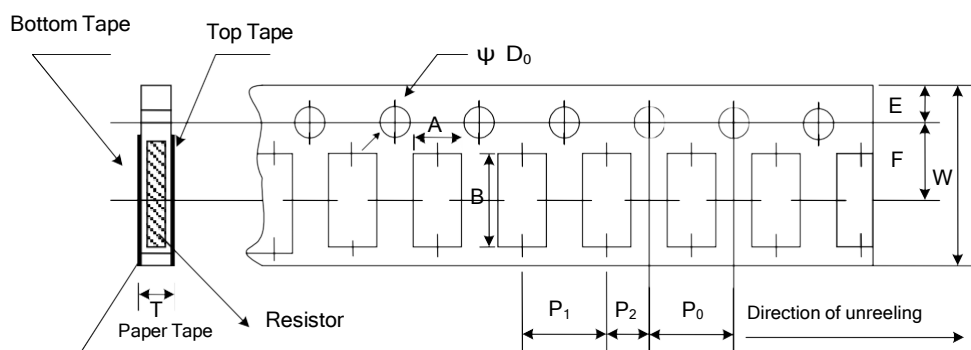 Bottom Tape
Top Tape
ψ D₀
E
A
F
W
B
T
Paper Tape
Resistor
P₁
P₂
P₀
Direction of unreeling